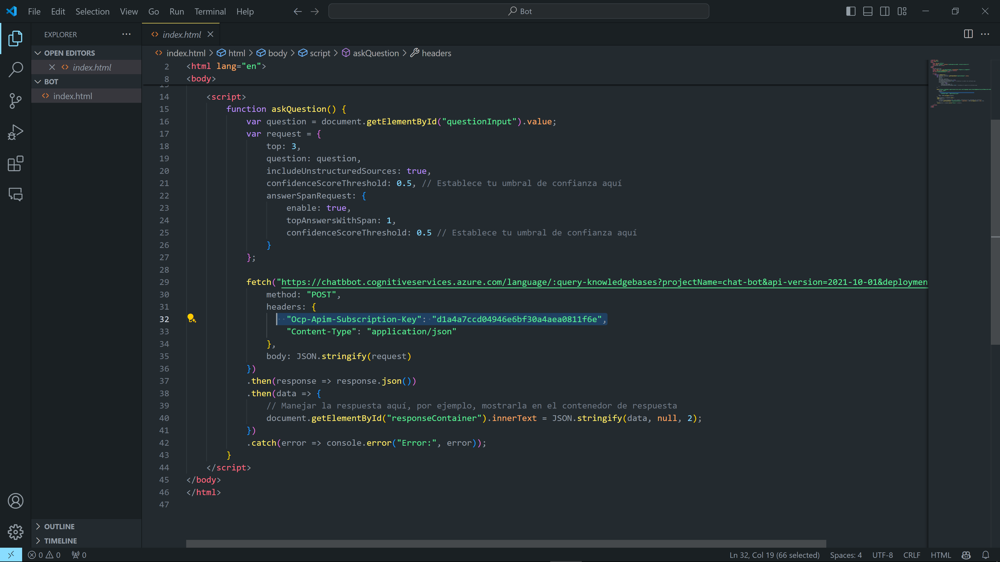 File Edit Selection View Go Run Terminal Help
Bot
EXPLORER
OPEN EDITORS
index.html
BOT
index.html
OUTLINE
TIMELINE
index.html
index.html > html > body > script > askQuestion > headers
2 <html lang="en">
8 <body>
14 <script>
15 function askQuestion() {
16 var question = document.getElementById("questionInput").value;
17 var request = {
18 top: 3,
19 question: question,
20 includeUnstructuredSources: true,
21 confidenceScoreThreshold: 0.5, // Establece tu umbral de confianza aquí
22 answerSpanRequest: {
23 enable: true,
24 topAnswersWithSpan: 1,
25 confidenceScoreThreshold: 0.5 // Establece tu umbral de confianza aquí
26 }
27 };
28
29 fetch("https://chatbbot.cognitiveservices.azure.com/language/:query-knowledgebases?projectName=chat-bot&api-version=2021-10-01&deploymen
30 method: "POST",
31 headers: {
32 "Ocp-Apim-Subscription-Key": "d1a4a7ccd04946e6bf30a4aea0811f6e",
33 "Content-Type": "application/json"
34 },
35 body: JSON.stringify(request)
36 })
37 .then(response => response.json())
38 .then(data => {
39 // Manejar la respuesta aquí, por ejemplo, mostrarla en el contenedor de respuesta
40 document.getElementById("responseContainer").innerText = JSON.stringify(data, null, 2);
41 })
42 .catch(error => console.error("Error:", error));
43 }
44 </script>
45 </body>
46 </html>
47
0 0 0
Ln 32, Col 19 (66 selected) Spaces: 4 UTF-8 CRLF HTML